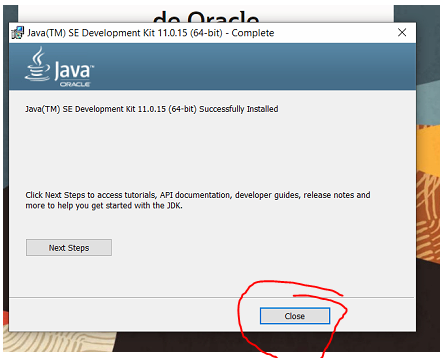 de Oracle
Java(TM) SE Development Kit 11.0.15 (64-bit) - Complete
Java™
ORACLE
Java(TM) SE Development Kit 11.0.15 (64-bit) Successfully Installed
Click Next Steps to access tutorials, API documentation, developer guides, release notes and
more to help you get started with the JDK.
Next Steps
Close